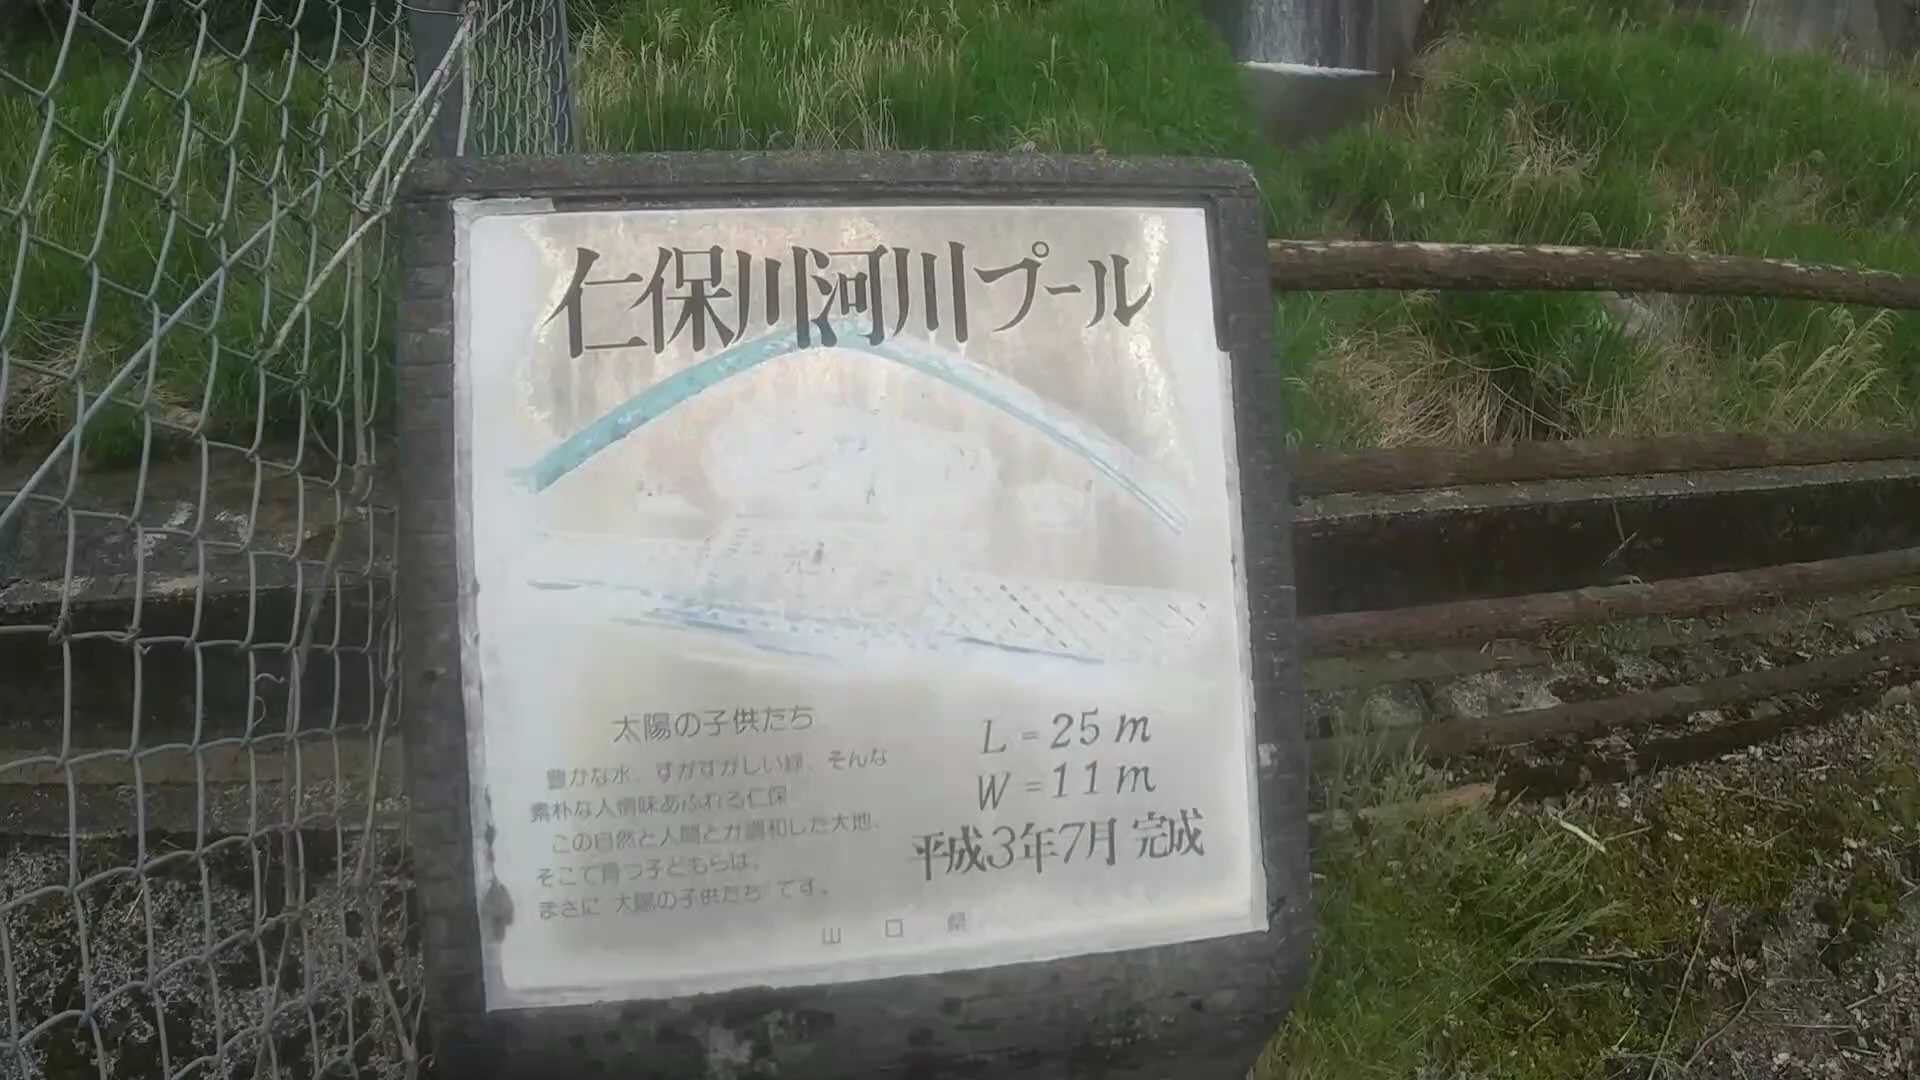 仁保川河川プール
太陽の子供たち
豊かな水、すがすがしい緑、そんな
素朴な人情味あふれる仁保
この自然と人間とが調和した大地、
そこで育つ子どもらは、
まさに“太陽の子供たち”です。
L=25m
W=11m
平成3年7月 完成
山口県